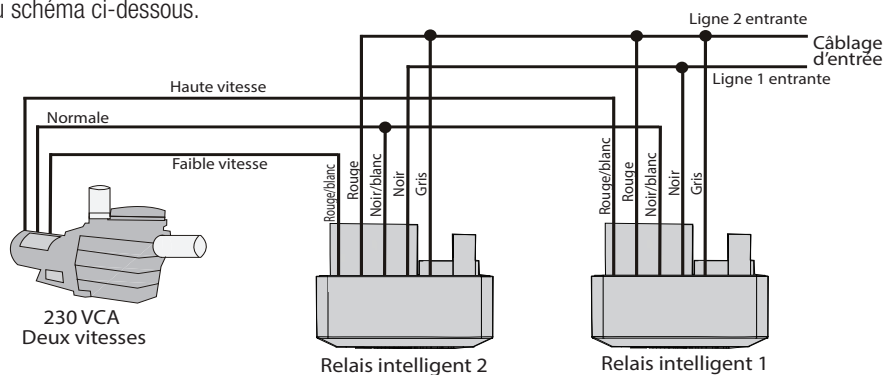 u schéma ci-dessous.
Ligne 2 entrante
Câblage
d'entrée
Ligne 1 entrante
Haute vitesse
Normale
Faible vitesse
Rouge/blanc
Rouge
Noir/blanc
Noir
Gris
Rouge/blanc
Rouge
Noir/blanc
Noir
Gris
230 VCA
Deux vitesses
Relais intelligent 2
Relais intelligent 1